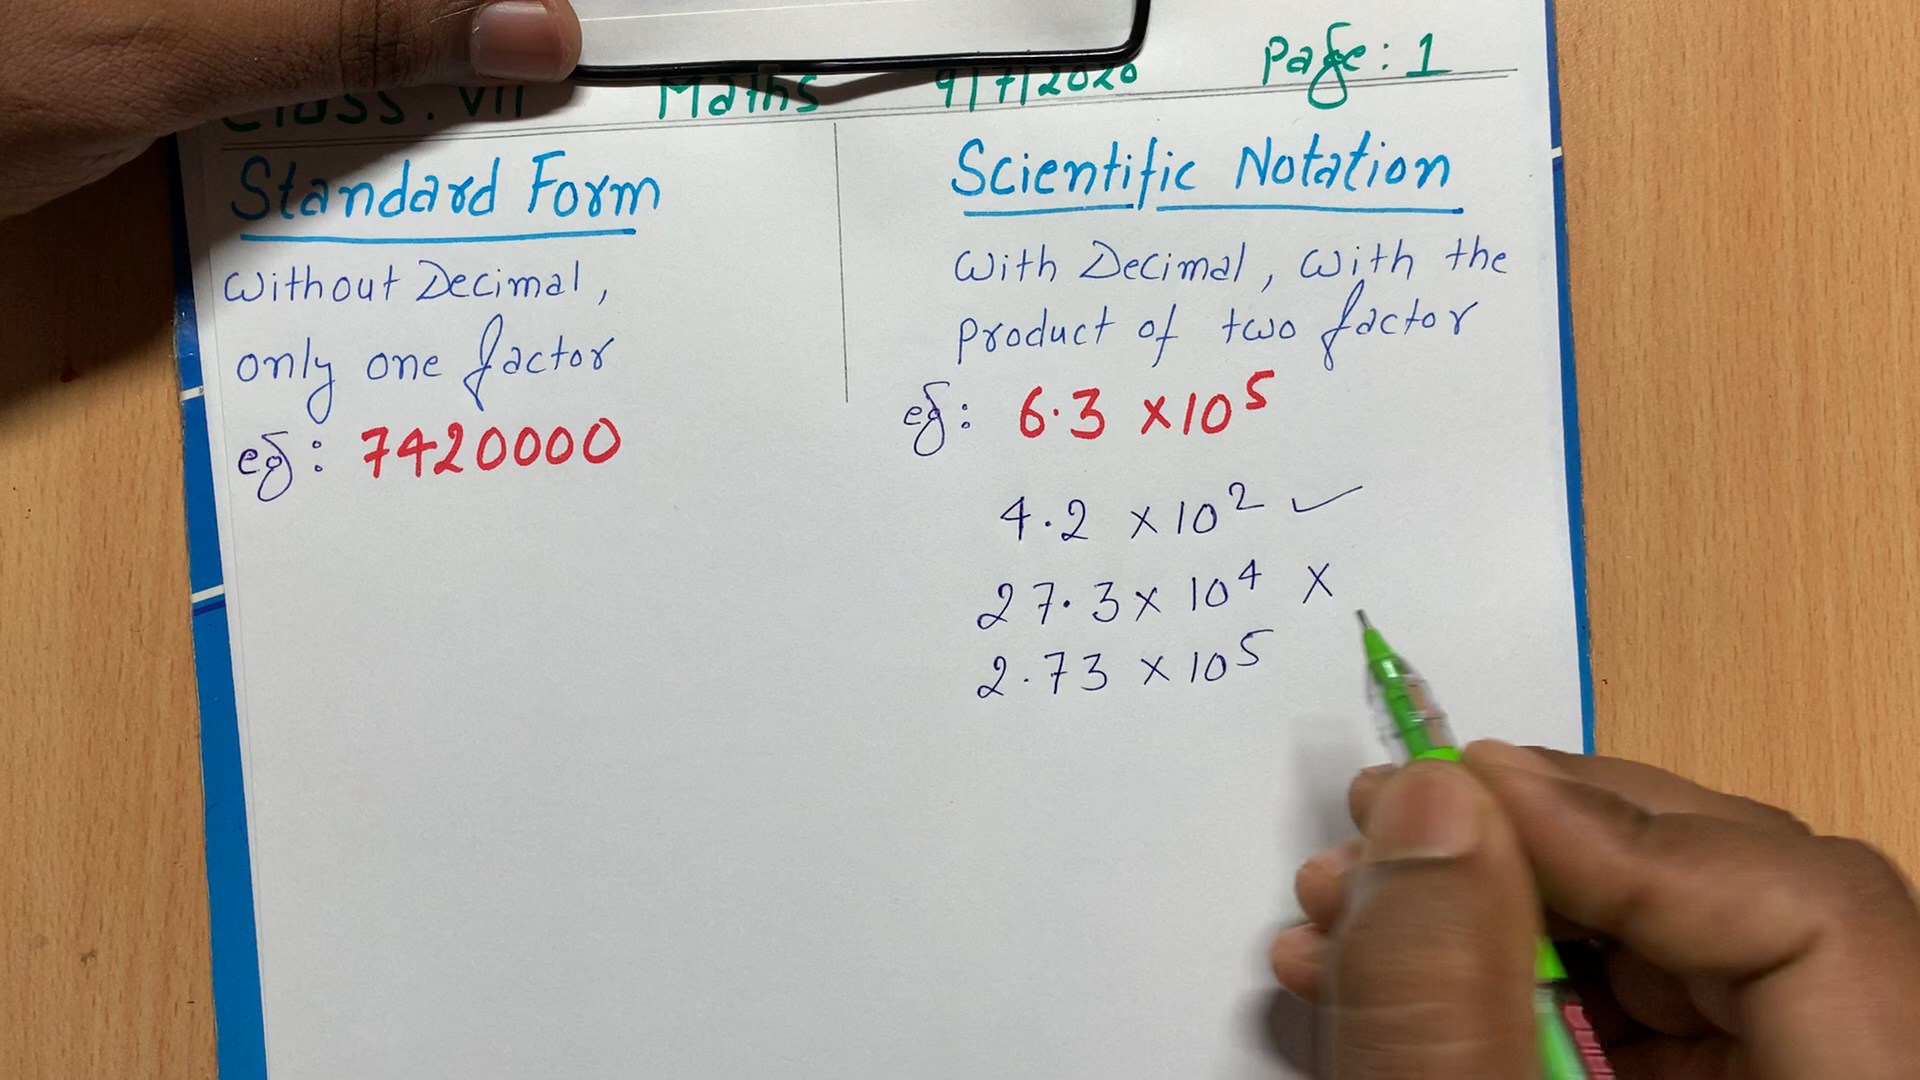 Class : VII Maths 9/7/2020 Page : 1
Standard Form
Without Decimal,
only one factor
eg : 7420000
Scientific Notation
With Decimal, with the
product of two factor
eg : 6.3 ×10⁵
4.2 ×10² ✓
27.3 × 10⁴ ×
2.73 ×10⁵